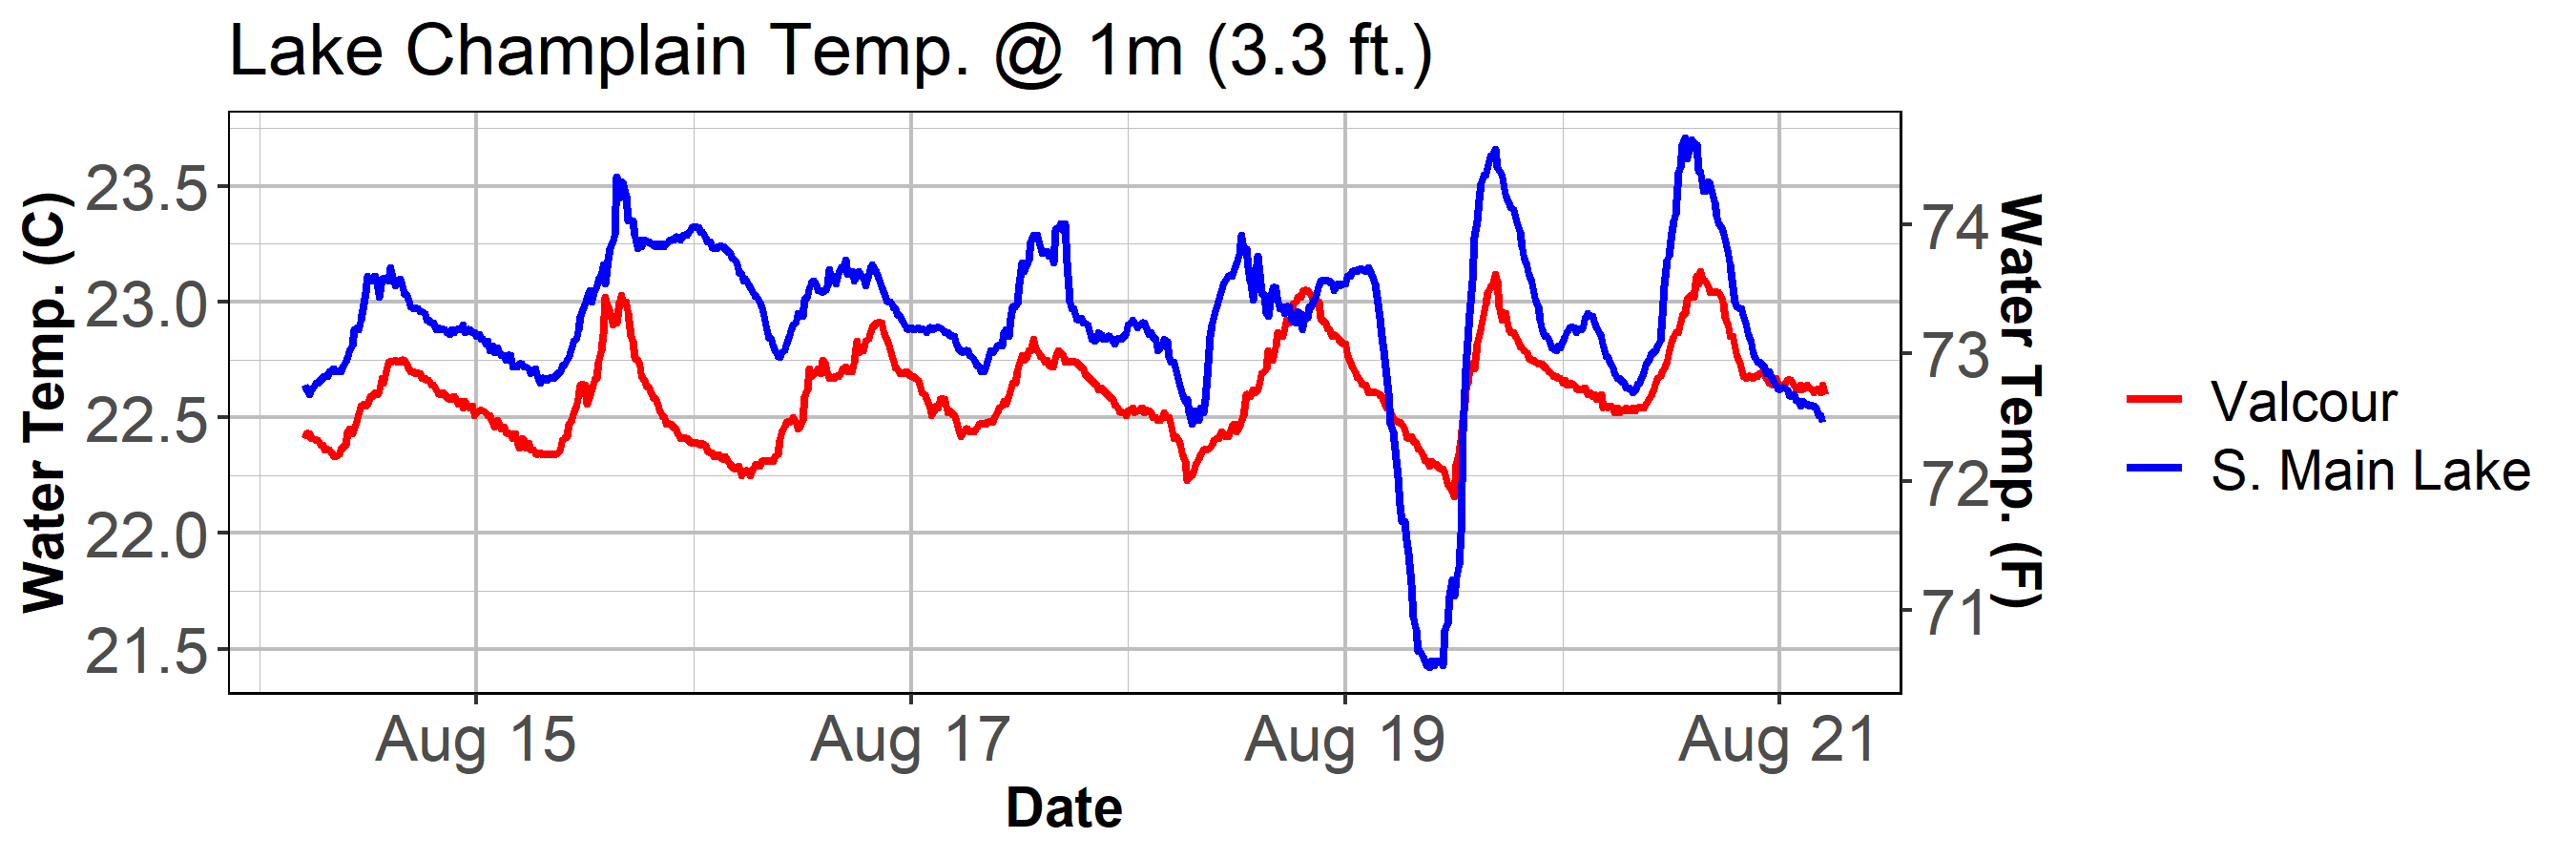 Lake Champlain Temp. @ 1m (3.3 ft.)
Water Temp. (C)
23.5
23.0
22.5
22.0
21.5
74
73
72
71
Water Temp. (F)
Aug 15
Aug 17
Aug 19
Aug 21
Date
Valcour
S. Main Lake